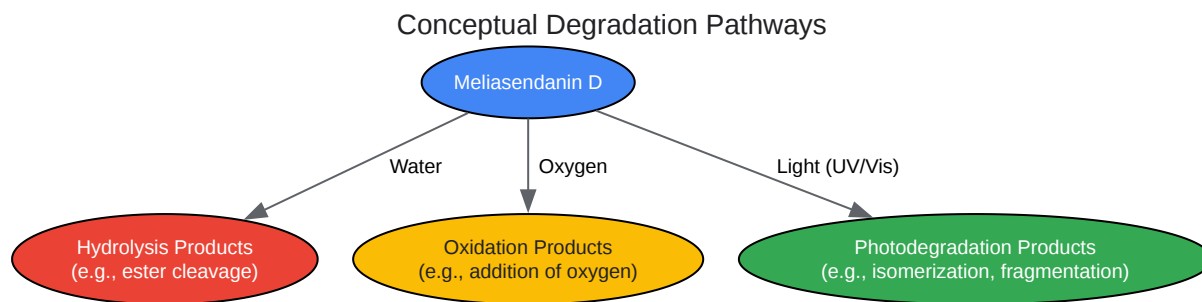 Conceptual Degradation Pathways
Meliasendanin D
Water
Oxygen
Light (UV/Vis)
Hydrolysis Products
(e.g., ester cleavage)
Oxidation Products
(e.g., addition of oxygen)
Photodegradation Products
(e.g., isomerization, fragmentation)